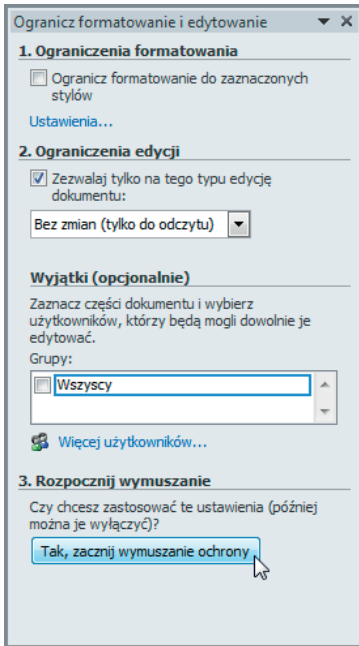 Ogranicz formatowanie i edytowanie
1. Ograniczenia formatowania
Ogranicz formatowanie do zaznaczonych
stylów
Ustawienia...
2. Ograniczenia edycji
Zezwalaj tylko na tego typu edycję
dokumentu:
Bez zmian (tylko do odczytu)
Wyjątki (opcjonalnie)
Zaznacz części dokumentu i wybierz
użytkowników, którzy będą mogli dowolnie je
edytować.
Grupy:
Wszyscy
Więcej użytkowników...
3. Rozpocznij wymuszanie
Czy chcesz zastosować te ustawienia (później
można je wyłączyć)?
Tak, zacznij wymuszanie ochrony